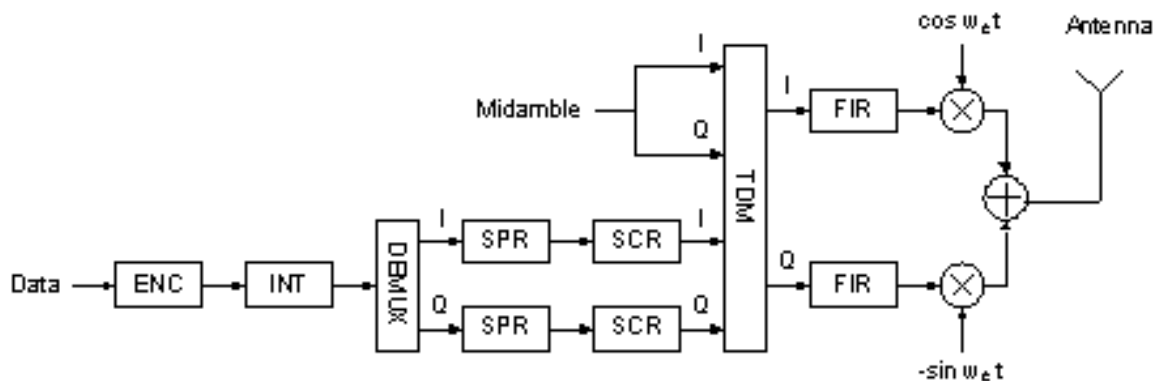 cos w_c t
Antenna
I
I
FIR
Midamble
Q
TDM
I
SPR
SCR
I
DEMUX
Data
ENC
INT
Q
FIR
Q
SPR
SCR
Q
-sin w_c t